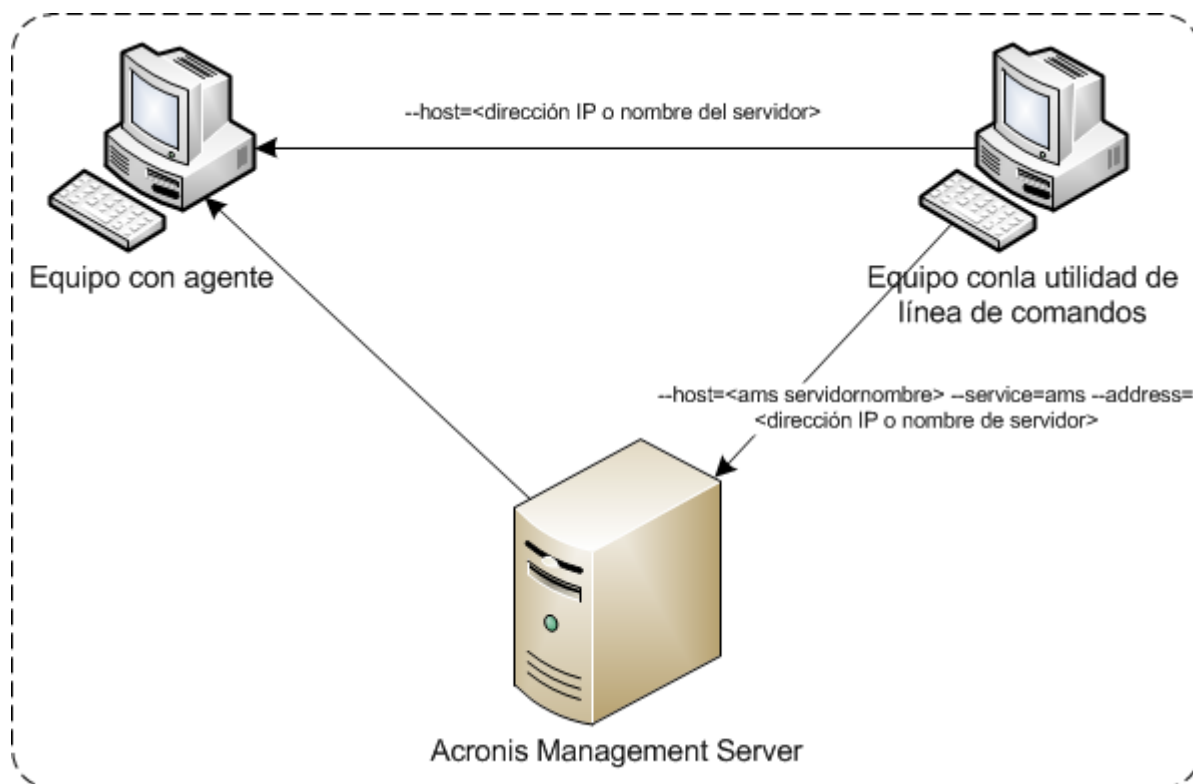 --host=<dirección IP o nombre del servidor>
Equipo con agente
Equipo conla utilidad de
línea de comandos
--host=<ams servidornombre> --service=ams --address=
<dirección IP o nombre de servidor>
Acronis Management Server